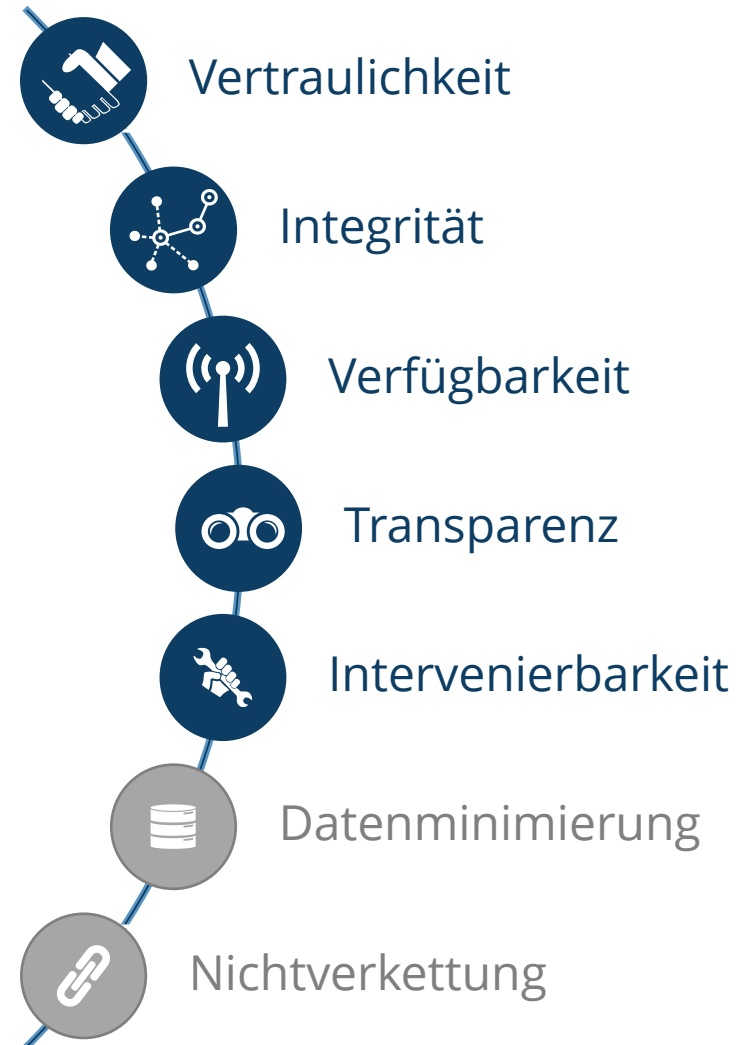 Vertraulichkeit
Integrität
Verfügbarkeit
Transparenz
Intervenierbarkeit
Datenminimierung
Nichtverkettung